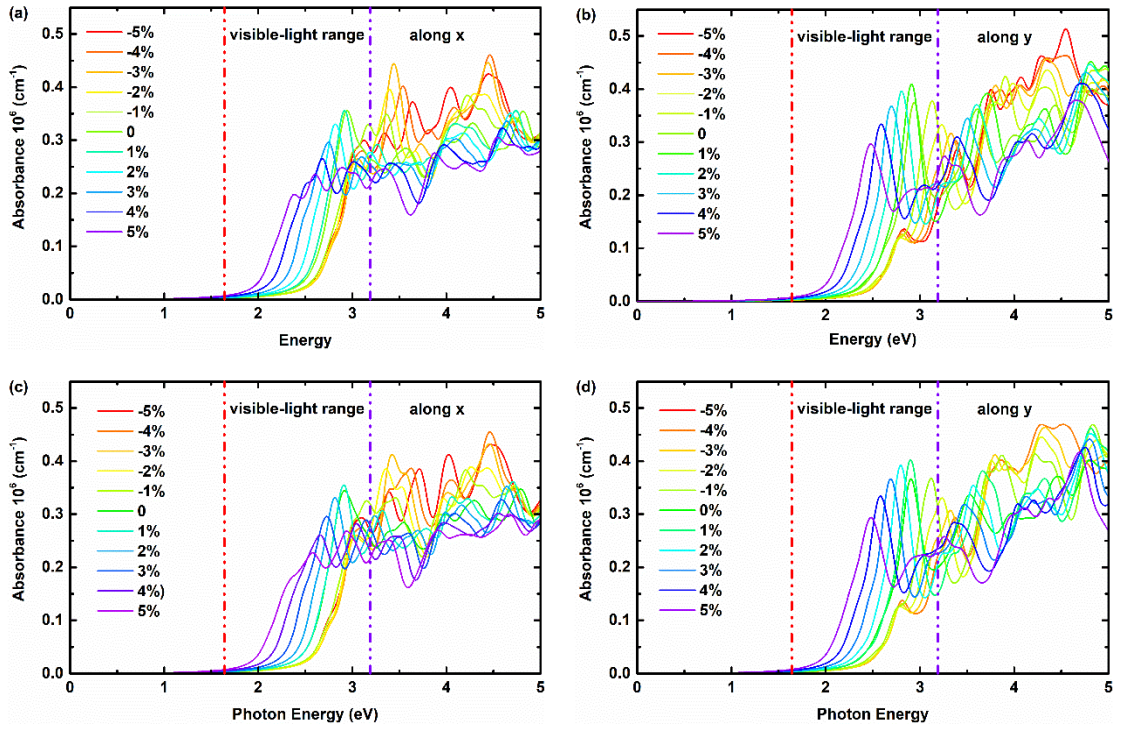 (a)
visible-light range
along x
-5%
-4%
-3%
-2%
-1%
0
1%
2%
3%
4%
5%
0.5
0.4
0.3
0.2
0.1
0.0
Absorbance 10^6 (cm^-1)
0 1 2 3 4 5
Energy
(b)
visible-light range
along y
-5%
-4%
-3%
-2%
-1%
0
1%
2%
3%
4%
5%
0.5
0.4
0.3
0.2
0.1
0.0
Absorbance 10^6 (cm^-1)
0 1 2 3 4 5
Energy (eV)
(c)
visible-light range
along x
-5%
-4%
-3%
-2%
-1%
0
1%
2%
3%
4%)
5%
0.5
0.4
0.3
0.2
0.1
0.0
Absorbance 10^6 (cm^-1)
0 1 2 3 4 5
Photon Energy (eV)
(d)
visible-light range
along y
-5%
-4%
-3%
-2%
-1%
0%
1%
2%
3%
4%
5%
0.5
0.4
0.3
0.2
0.1
0.0
Absorbance 10^6 (cm^-1)
0 1 2 3 4 5
Photon Energy